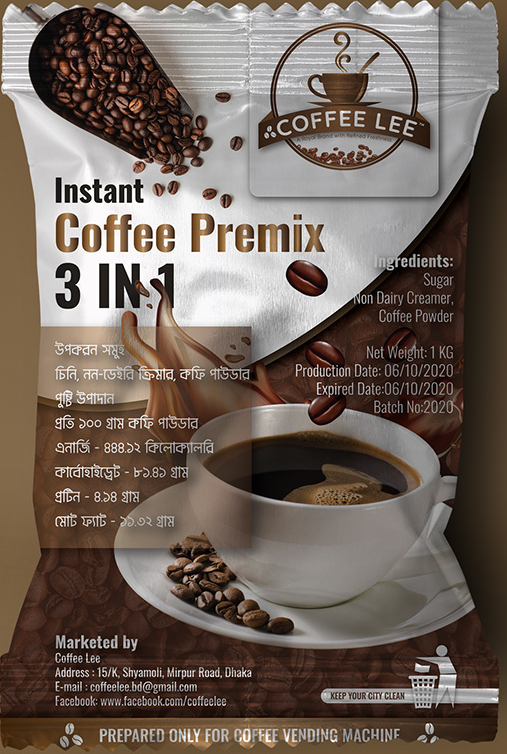 COFFEE LEE
A Royal Brand with Refined Freshness
Instant
Coffee Premix
3 IN 1
Ingredients:
Sugar
Non Dairy Creamer,
Coffee Powder
Net Weight: 1 KG
Production Date: 06/10/2020
Expired Date:06/10/2020
Batch No:2020
উপকরন সমূহ
চিনি, নন-ডেইরি ক্রিমার, কফি পাউডার
পুষ্টি উপাদান
প্রতি ১০০ গ্রাম কফি পাউডার
এনার্জি - ৪৪৪.১২ কিলোক্যালরি
কার্বোহাইড্রেট - ৮১.৪১ গ্রাম
প্রটিন - ৪.১৪ গ্রাম
মোট ফ্যাট - ১১.৩২ গ্রাম
Marketed by
Coffee Lee
Address : 15/K, Shyamoli, Mirpur Road, Dhaka
E-mail : coffeelee.bd@gmail.com
Facebook: www.facebook.com/coffeelee
KEEP YOUR CITY CLEAN
PREPARED ONLY FOR COFFEE VENDING MACHINE